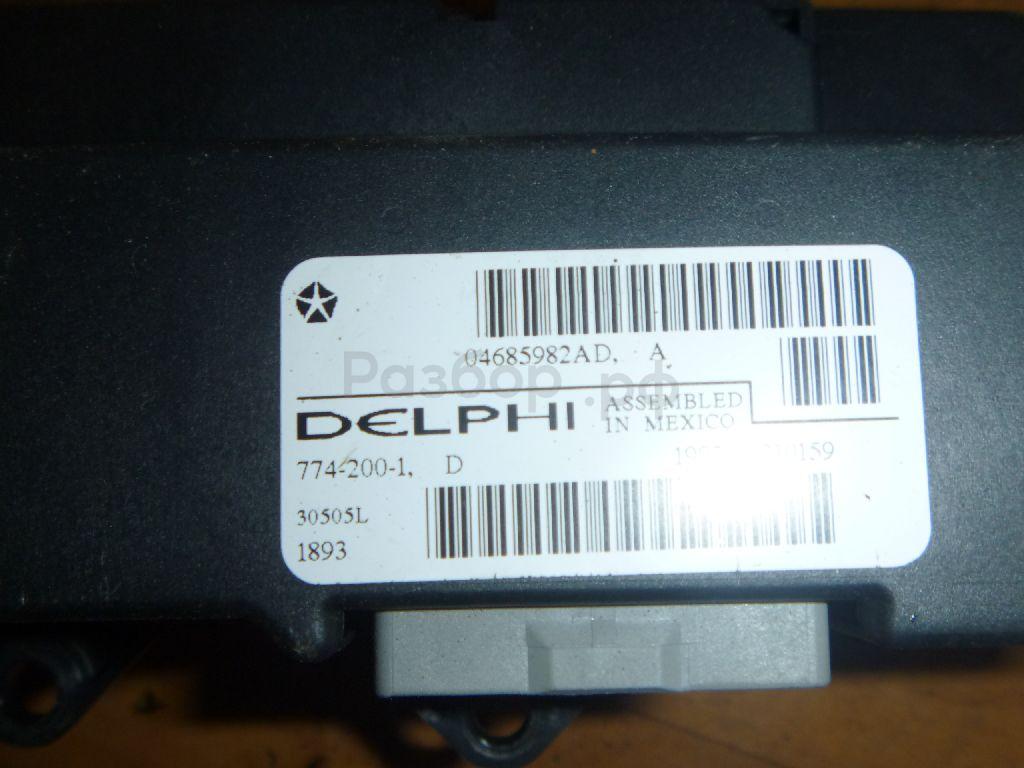 04685982AD, A
Разбор.рф
DELPHI
ASSEMBLED
IN MEXICO
774-200-1, D
30505L
1893